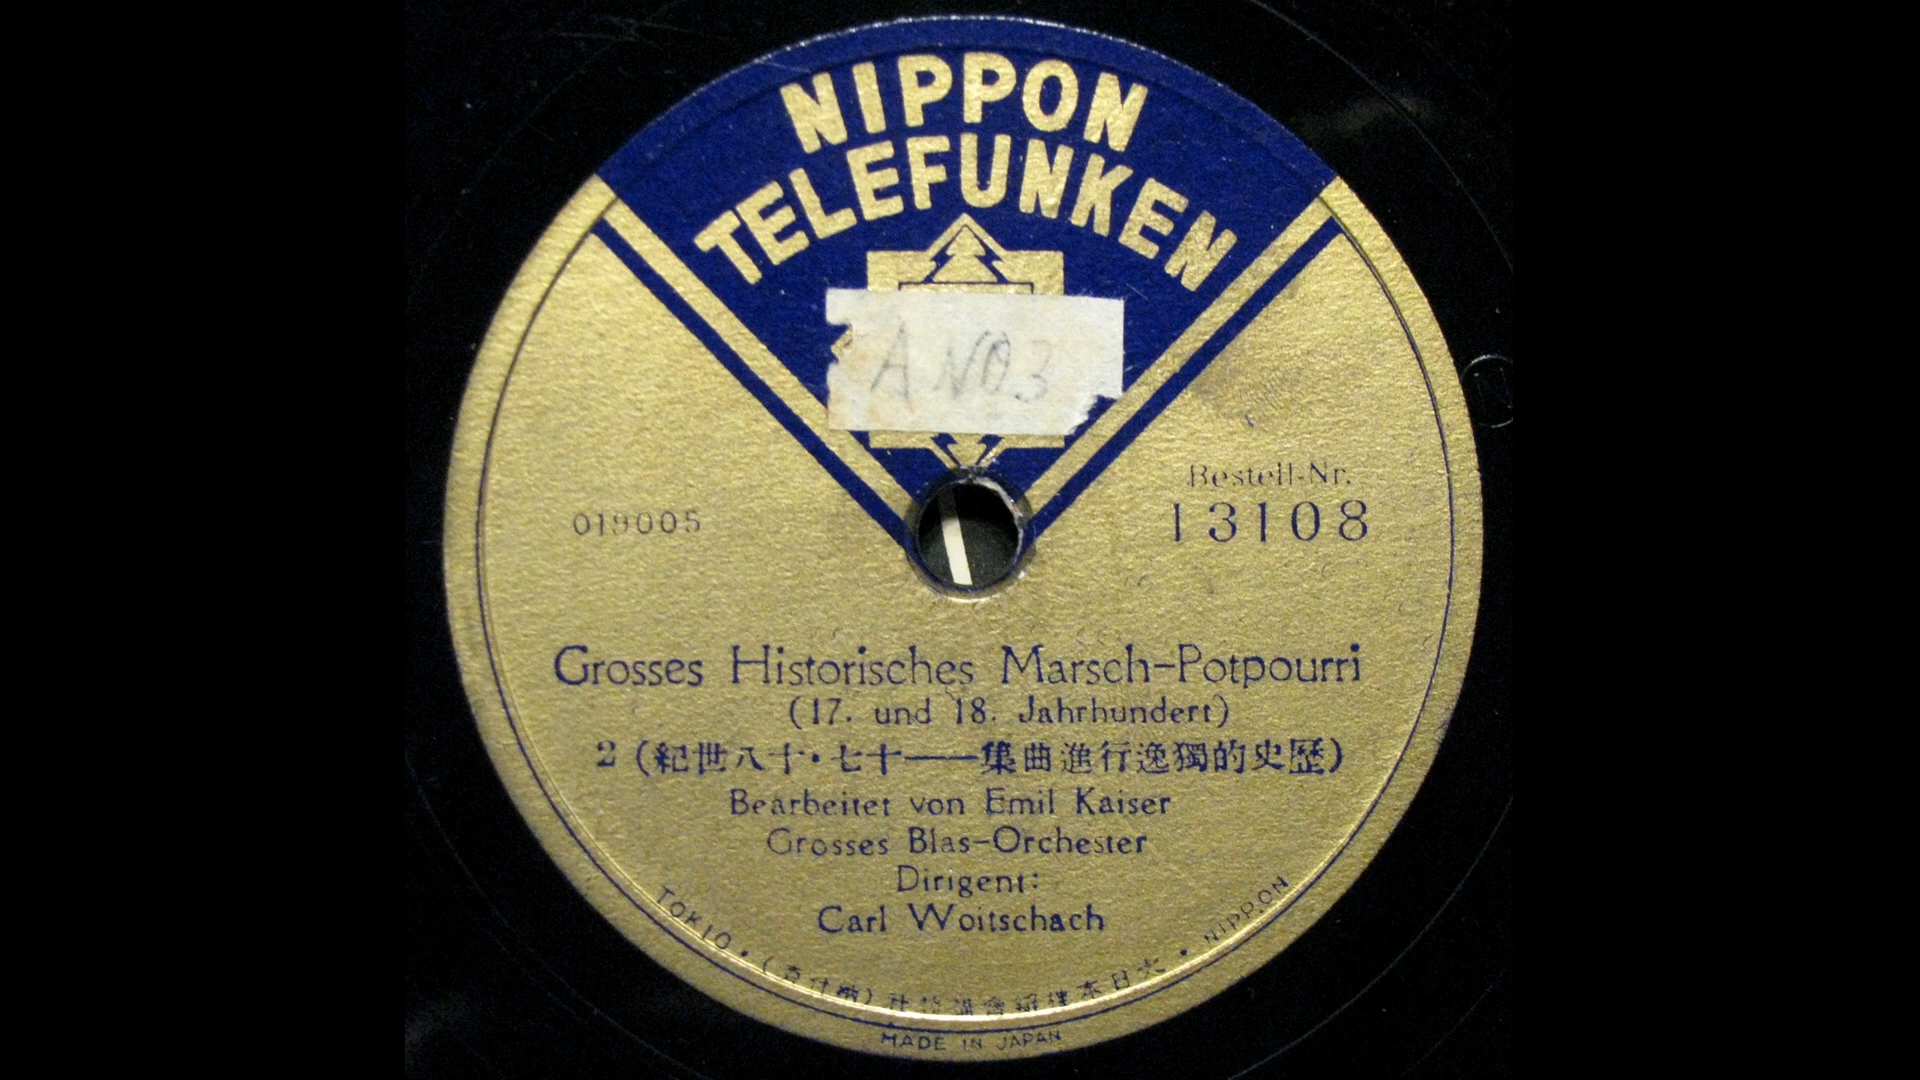 NIPPON
TELEFUNKEN
A NO 3
Bestell-Nr.
019005
13108
Grosses Historisches Marsch-Potpourri
(17. und 18. Jahrhundert)
2 (紀世八十・七十——集曲進行逸獨的史歷)
Bearbeitet von Emil Kaiser
Grosses Blas-Orchester
Dirigent:
Carl Woitschach
TOKIO • • NIPPON
MADE IN JAPAN